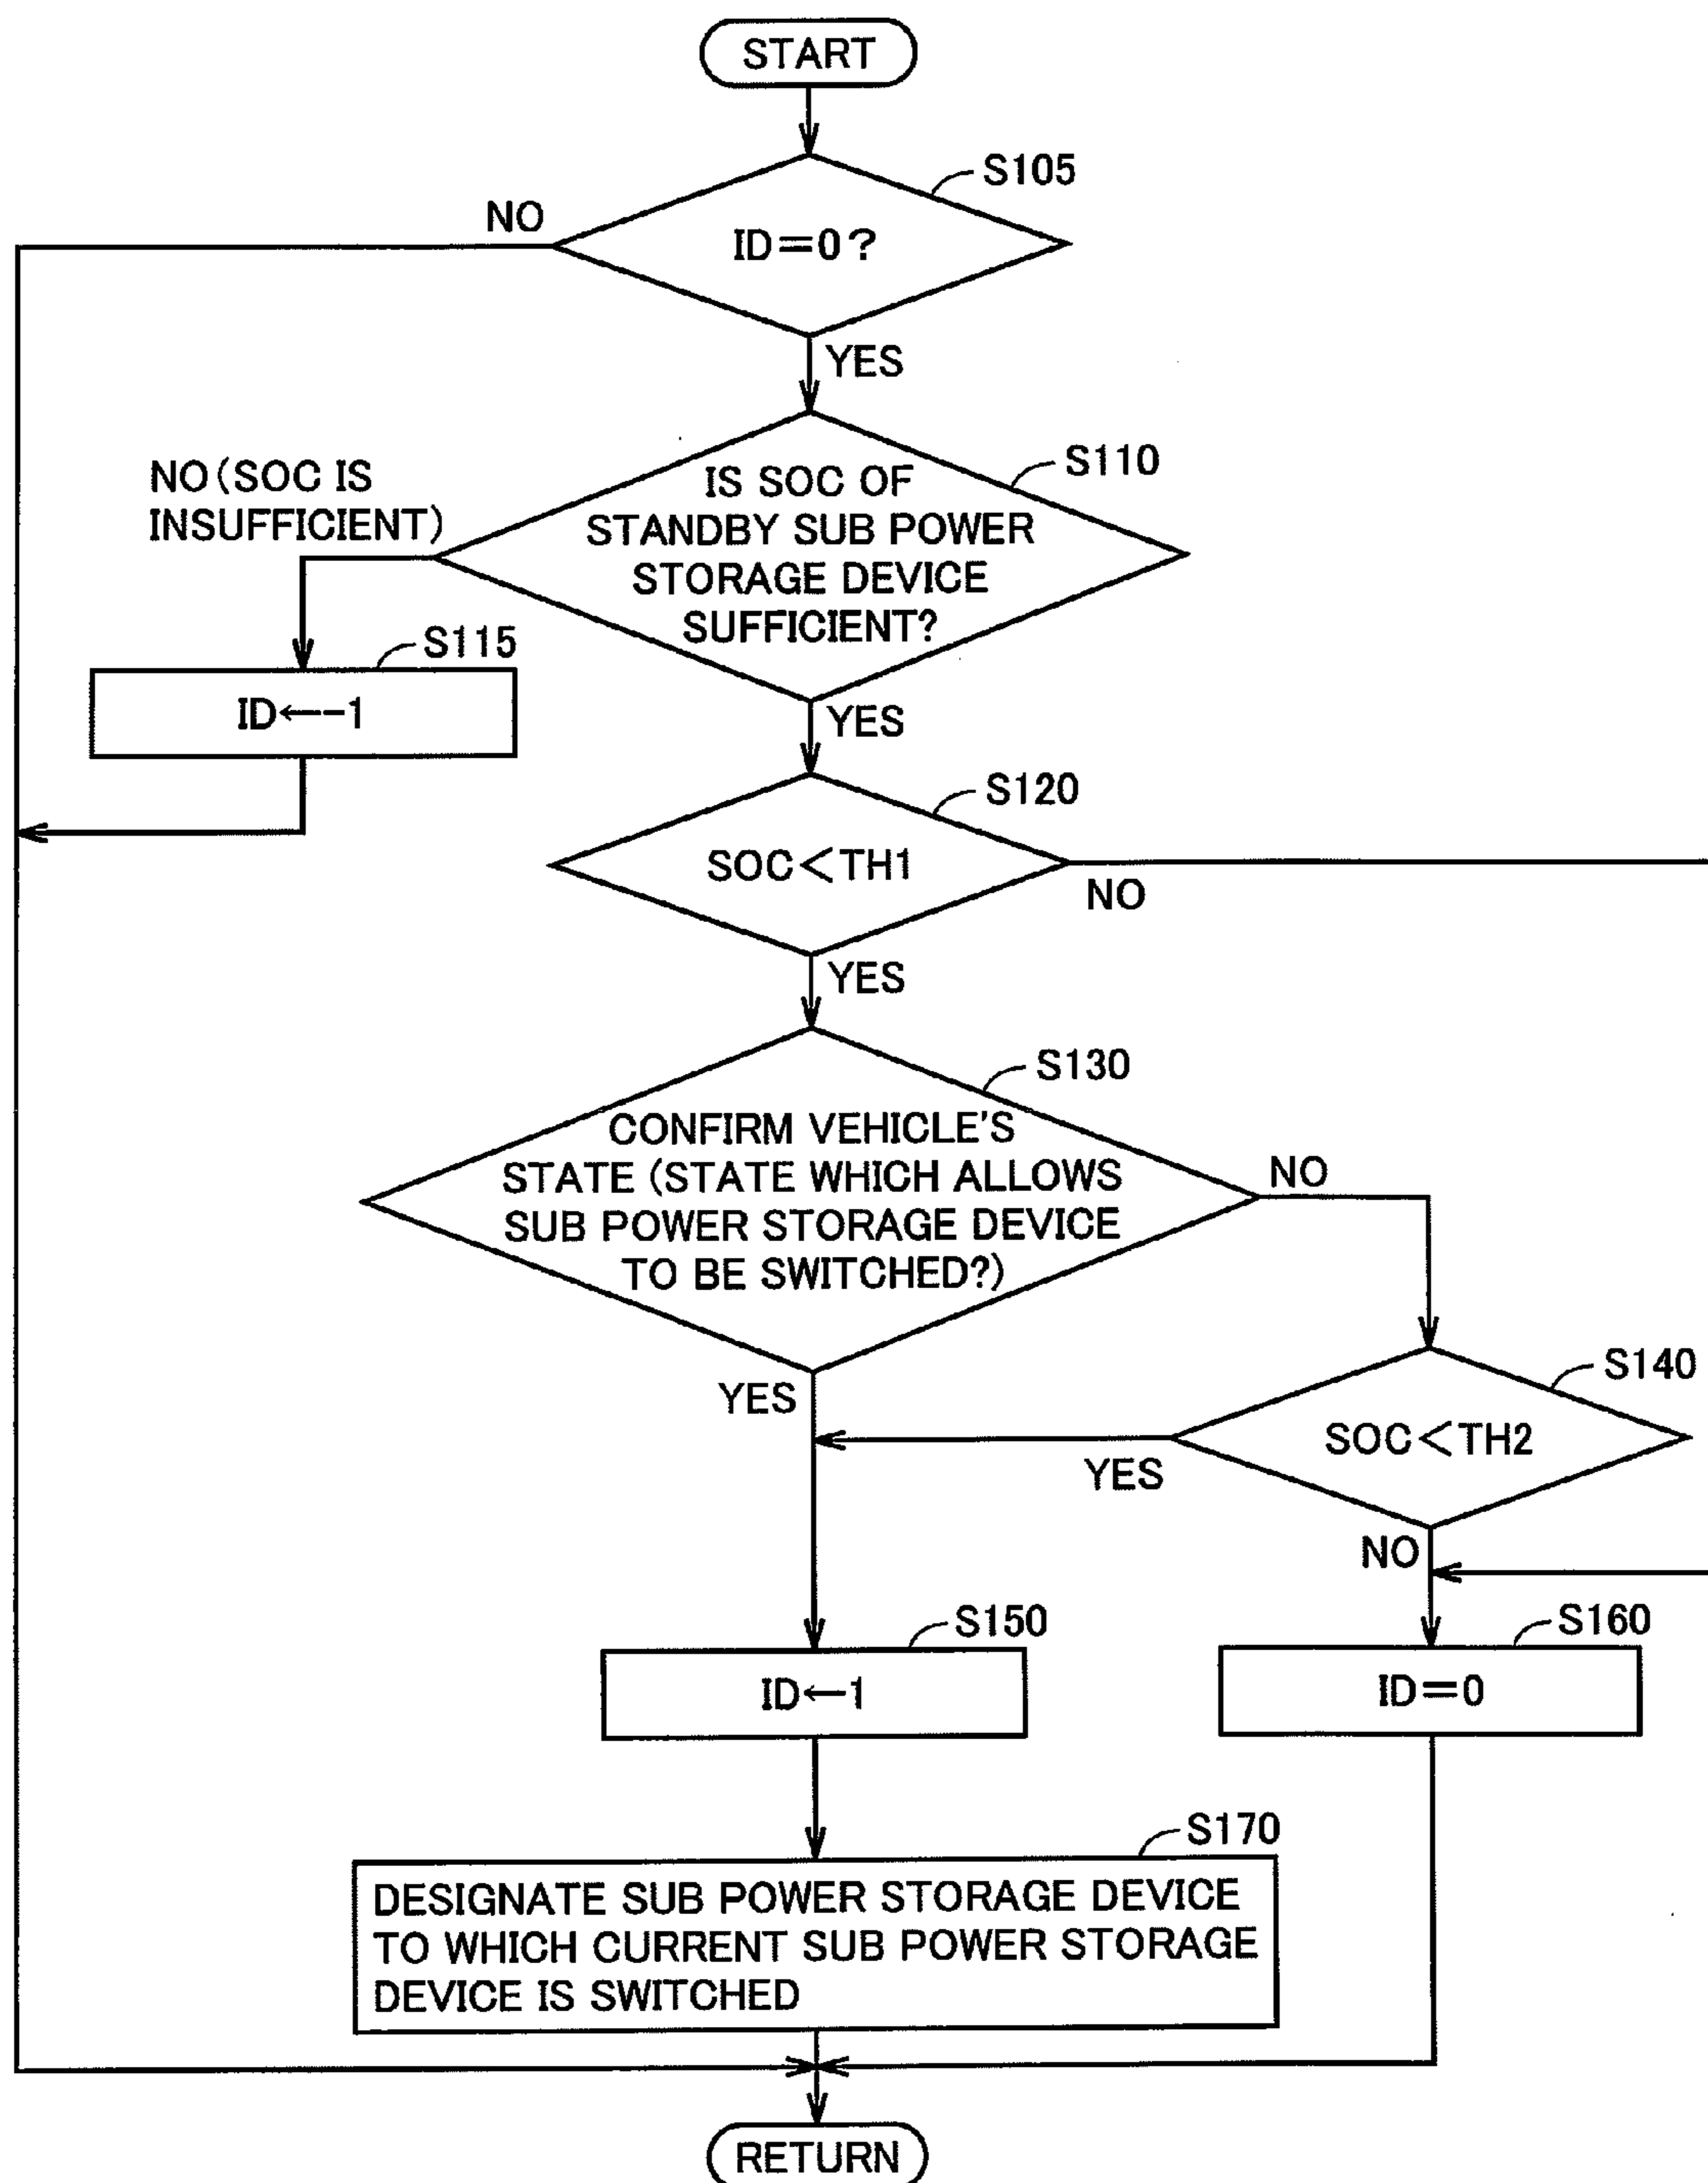 START
S105
NO
ID=0?
YES
S110
NO(SOC IS
INSUFFICIENT)
IS SOC OF
STANDBY SUB POWER
STORAGE DEVICE
SUFFICIENT?
S115
ID←-1
YES
S120
SOC<TH1
NO
YES
S130
CONFIRM VEHICLE'S
STATE (STATE WHICH ALLOWS
SUB POWER STORAGE DEVICE
TO BE SWITCHED?)
NO
YES
S140
SOC<TH2
YES
NO
S150
ID←1
S160
ID=0
S170
DESIGNATE SUB POWER STORAGE DEVICE
TO WHICH CURRENT SUB POWER STORAGE
DEVICE IS SWITCHED
RETURN